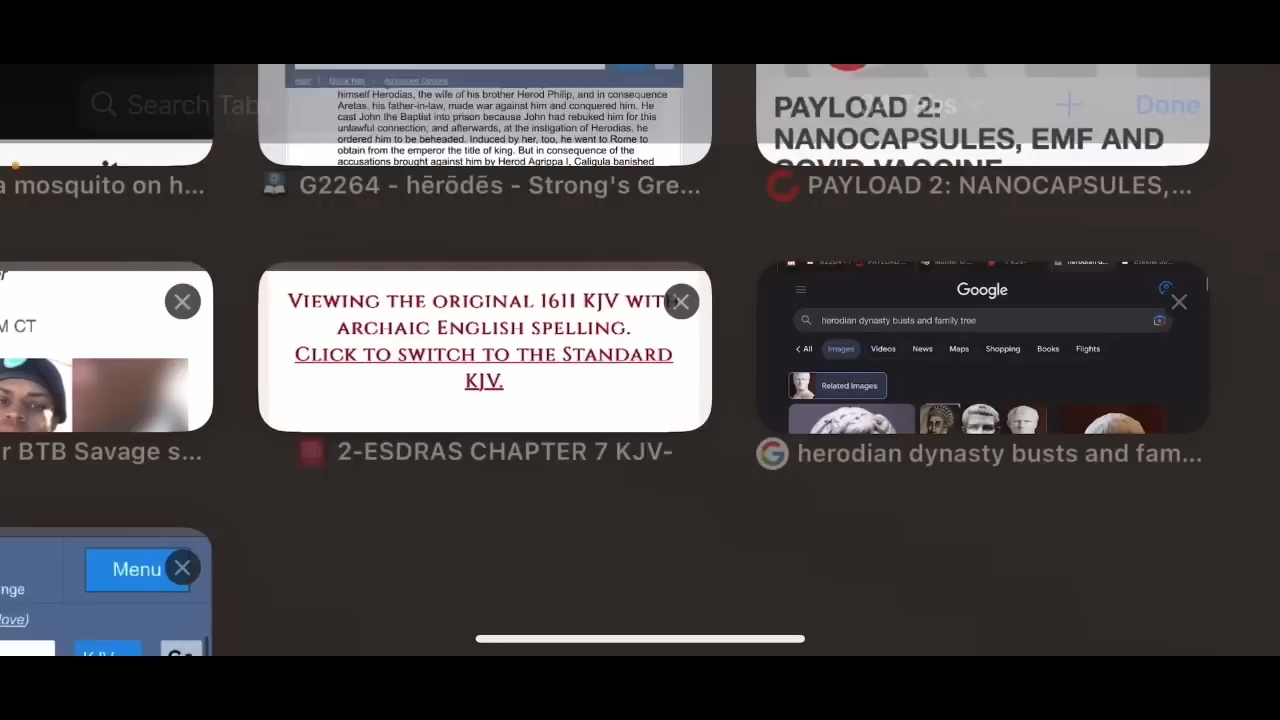 Search Tabs
Done
himself Herodias, the wife of his brother Herod Philip, and in consequence
Aretas, his father-in-law, made war against him and conquered him. He
cast John the Baptist into prison because John had rebuked him for this
unlawful connection; and afterwards, at the instigation of Herodias, he
ordered him to be beheaded. Induced by her, too, he went to Rome to
obtain from the emperor the title of king. But in consequence of the
accusations brought against him by Herod Agrippa I, Caligula banished
PAYLOAD 2:
NANOCAPSULES, EMF AND
COVID VACCINE
a mosquito on h...
G2264 - hērōdēs - Strong's Gre...
PAYLOAD 2: NANOCAPSULES,...
M CT
VIEWING THE ORIGINAL 1611 KJV WITH
ARCHAIC ENGLISH SPELLING.
CLICK TO SWITCH TO THE STANDARD
KJV.
Google
herodian dynasty busts and family tree
All
Images
Videos
News
Maps
Shopping
Books
Flights
Related Images
r BTB Savage s...
2-ESDRAS CHAPTER 7 KJV-
herodian dynasty busts and fam...
Menu
nge
love)
KJV
Go